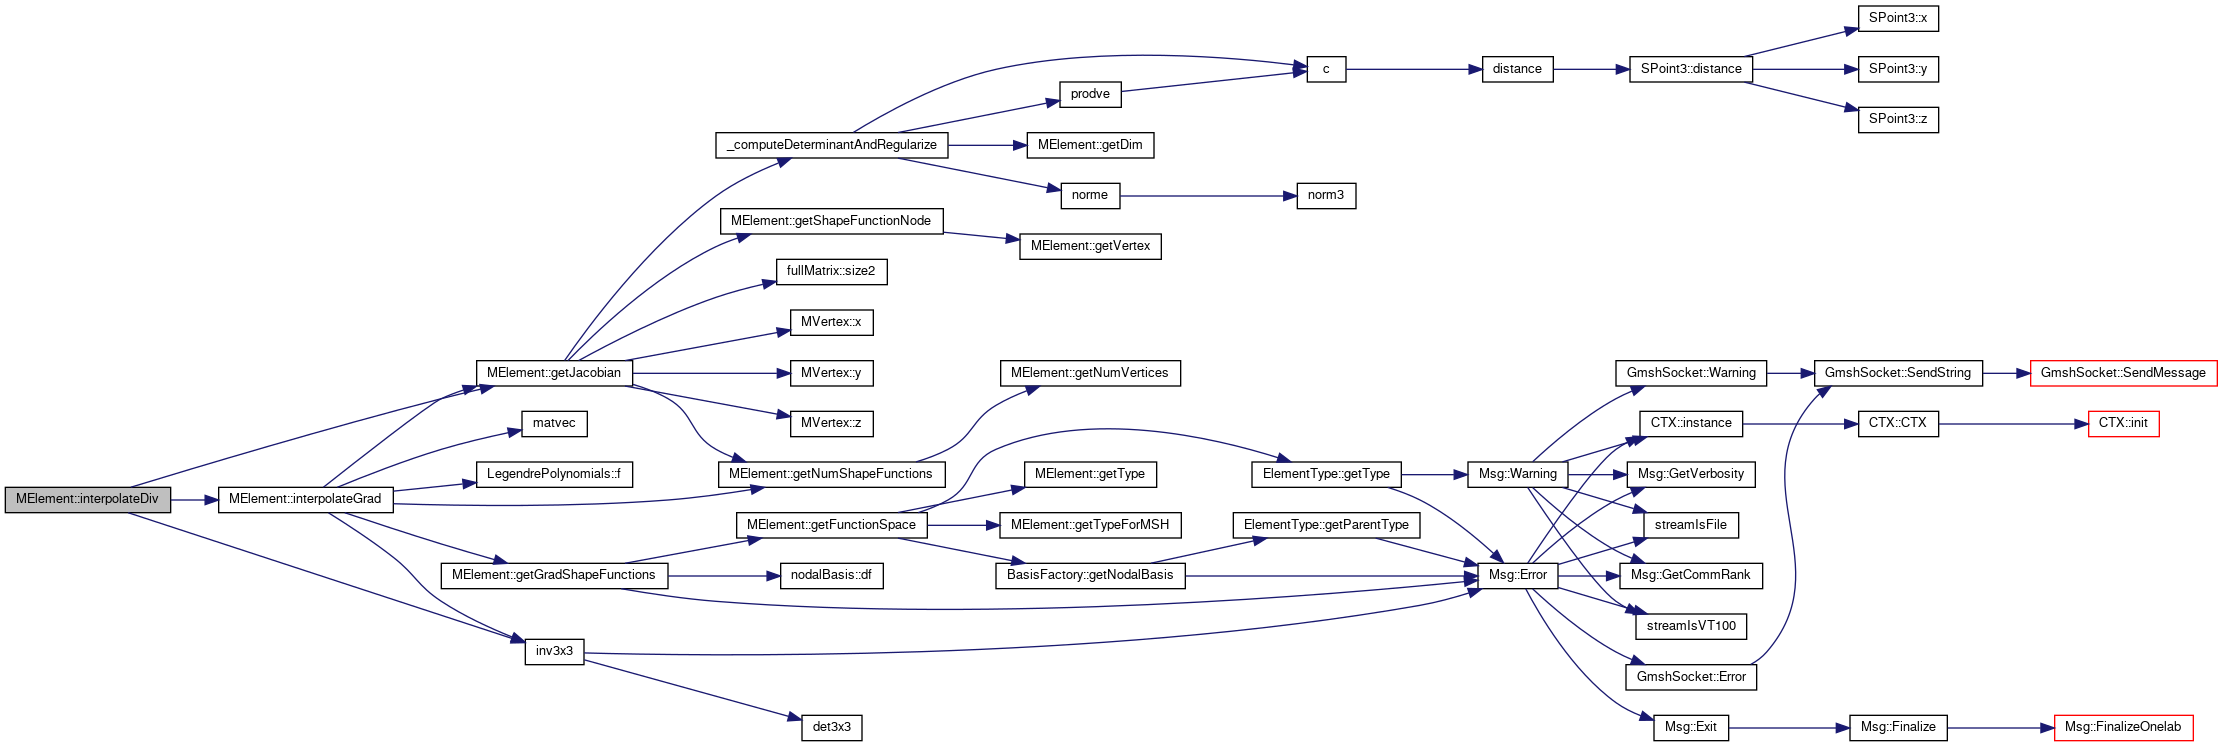 SPoint3::x
c
distance
SPoint3::distance
SPoint3::y
prodve
SPoint3::z
_computeDeterminantAndRegularize
MElement::getDim
norme
norm3
MElement::getShapeFunctionNode
MElement::getVertex
fullMatrix::size2
MVertex::x
MElement::getJacobian
MVertex::y
MElement::getNumVertices
GmshSocket::Warning
GmshSocket::SendString
GmshSocket::SendMessage
matvec
MVertex::z
CTX::instance
CTX::CTX
CTX::init
LegendrePolynomials::f
MElement::getNumShapeFunctions
MElement::getType
ElementType::getType
Msg::Warning
Msg::GetVerbosity
MElement::interpolateDiv
MElement::interpolateGrad
MElement::getFunctionSpace
MElement::getTypeForMSH
ElementType::getParentType
streamIsFile
MElement::getGradShapeFunctions
nodalBasis::df
BasisFactory::getNodalBasis
Msg::Error
Msg::GetCommRank
streamIsVT100
inv3x3
GmshSocket::Error
det3x3
Msg::Exit
Msg::Finalize
Msg::FinalizeOnelab